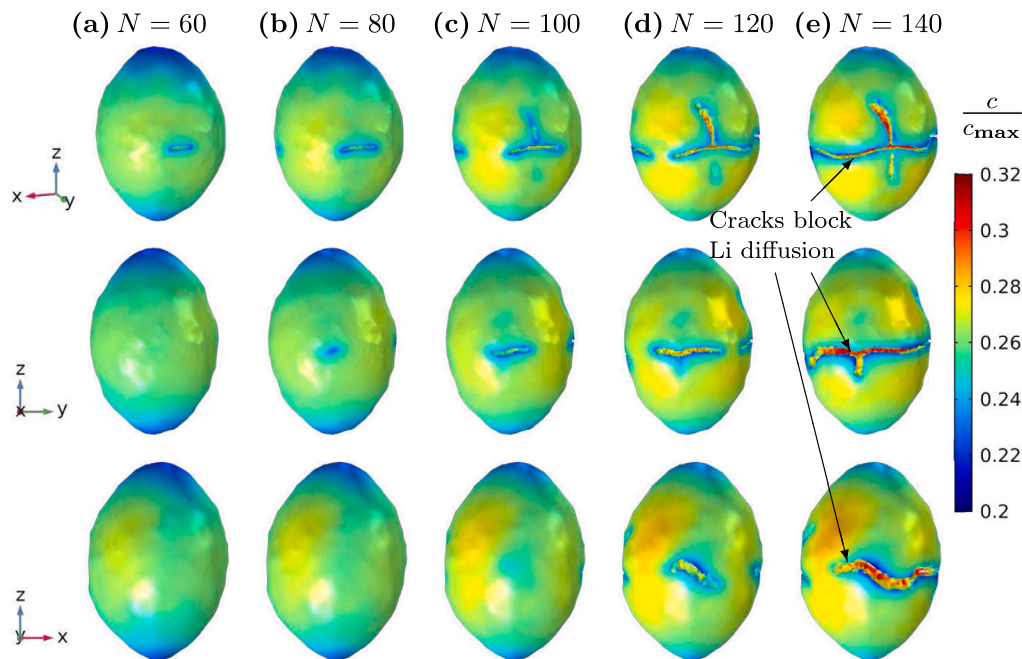 (a) N = 60
(b) N = 80
(c) N = 100
(d) N = 120
(e) N = 140
c
c_max
z
x
y
Cracks block
Li diffusion
0.32
0.3
0.28
0.26
0.24
0.22
0.2
z
x
y
z
y
x